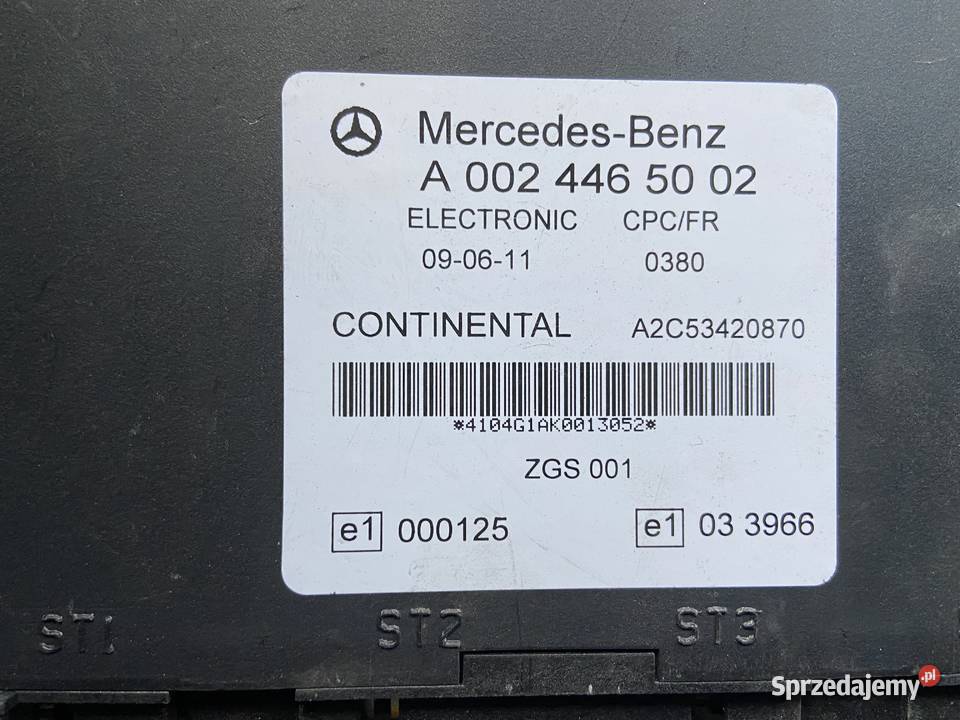 Mercedes-Benz
A 002 446 50 02
ELECTRONIC CPC/FR
09-06-11 0380
CONTINENTAL A2C53420870
*4104G1AK0013052*
ZGS 001
e1 000125 e1 03 3966
ST1 ST2 ST3
Sprzedajemy.pl